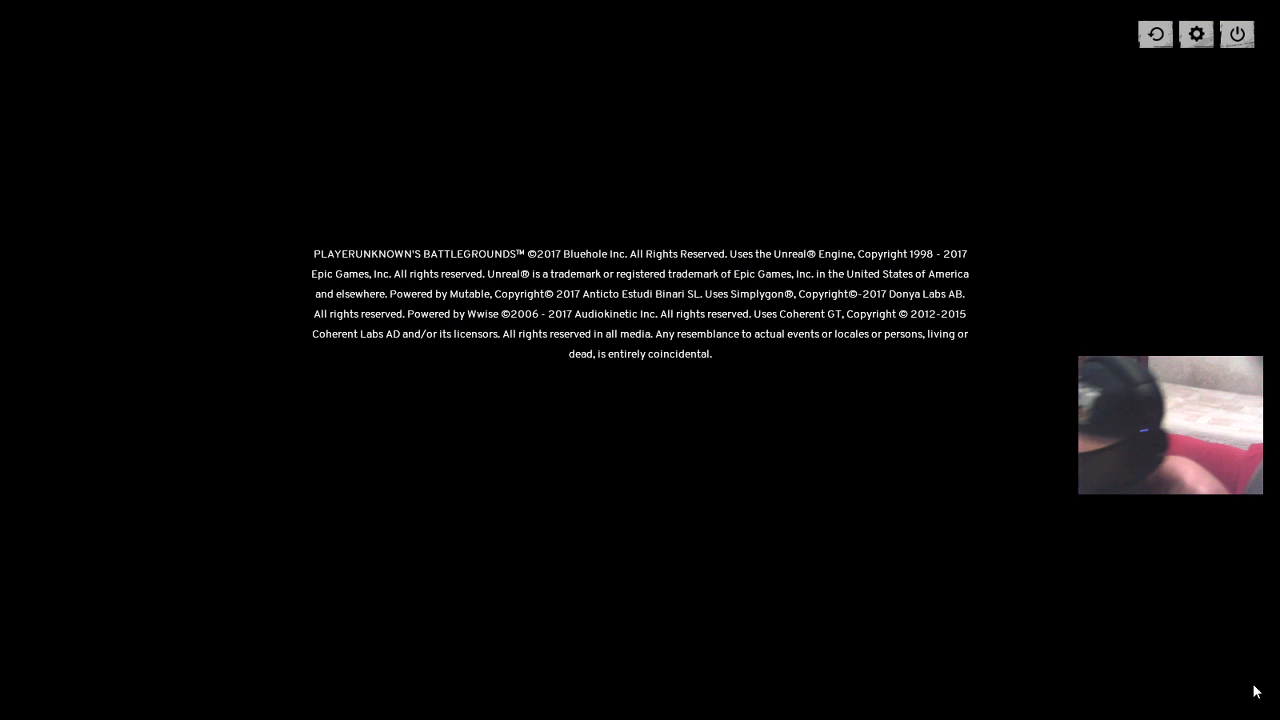 PLAYERUNKNOWN'S BATTLEGROUNDS™ ©2017 Bluehole Inc. All Rights Reserved. Uses the Unreal® Engine, Copyright 1998 - 2017
Epic Games, Inc. All rights reserved. Unreal® is a trademark or registered trademark of Epic Games, Inc. in the United States of America
and elsewhere. Powered by Mutable, Copyright© 2017 Anticto Estudi Binari SL. Uses Simplygon®, Copyright©-2017 Donya Labs AB.
All rights reserved. Powered by Wwise ©2006 - 2017 Audiokinetic Inc. All rights reserved. Uses Coherent GT, Copyright © 2012-2015
Coherent Labs AD and/or its licensors. All rights reserved in all media. Any resemblance to actual events or locales or persons, living or
dead, is entirely coincidental.